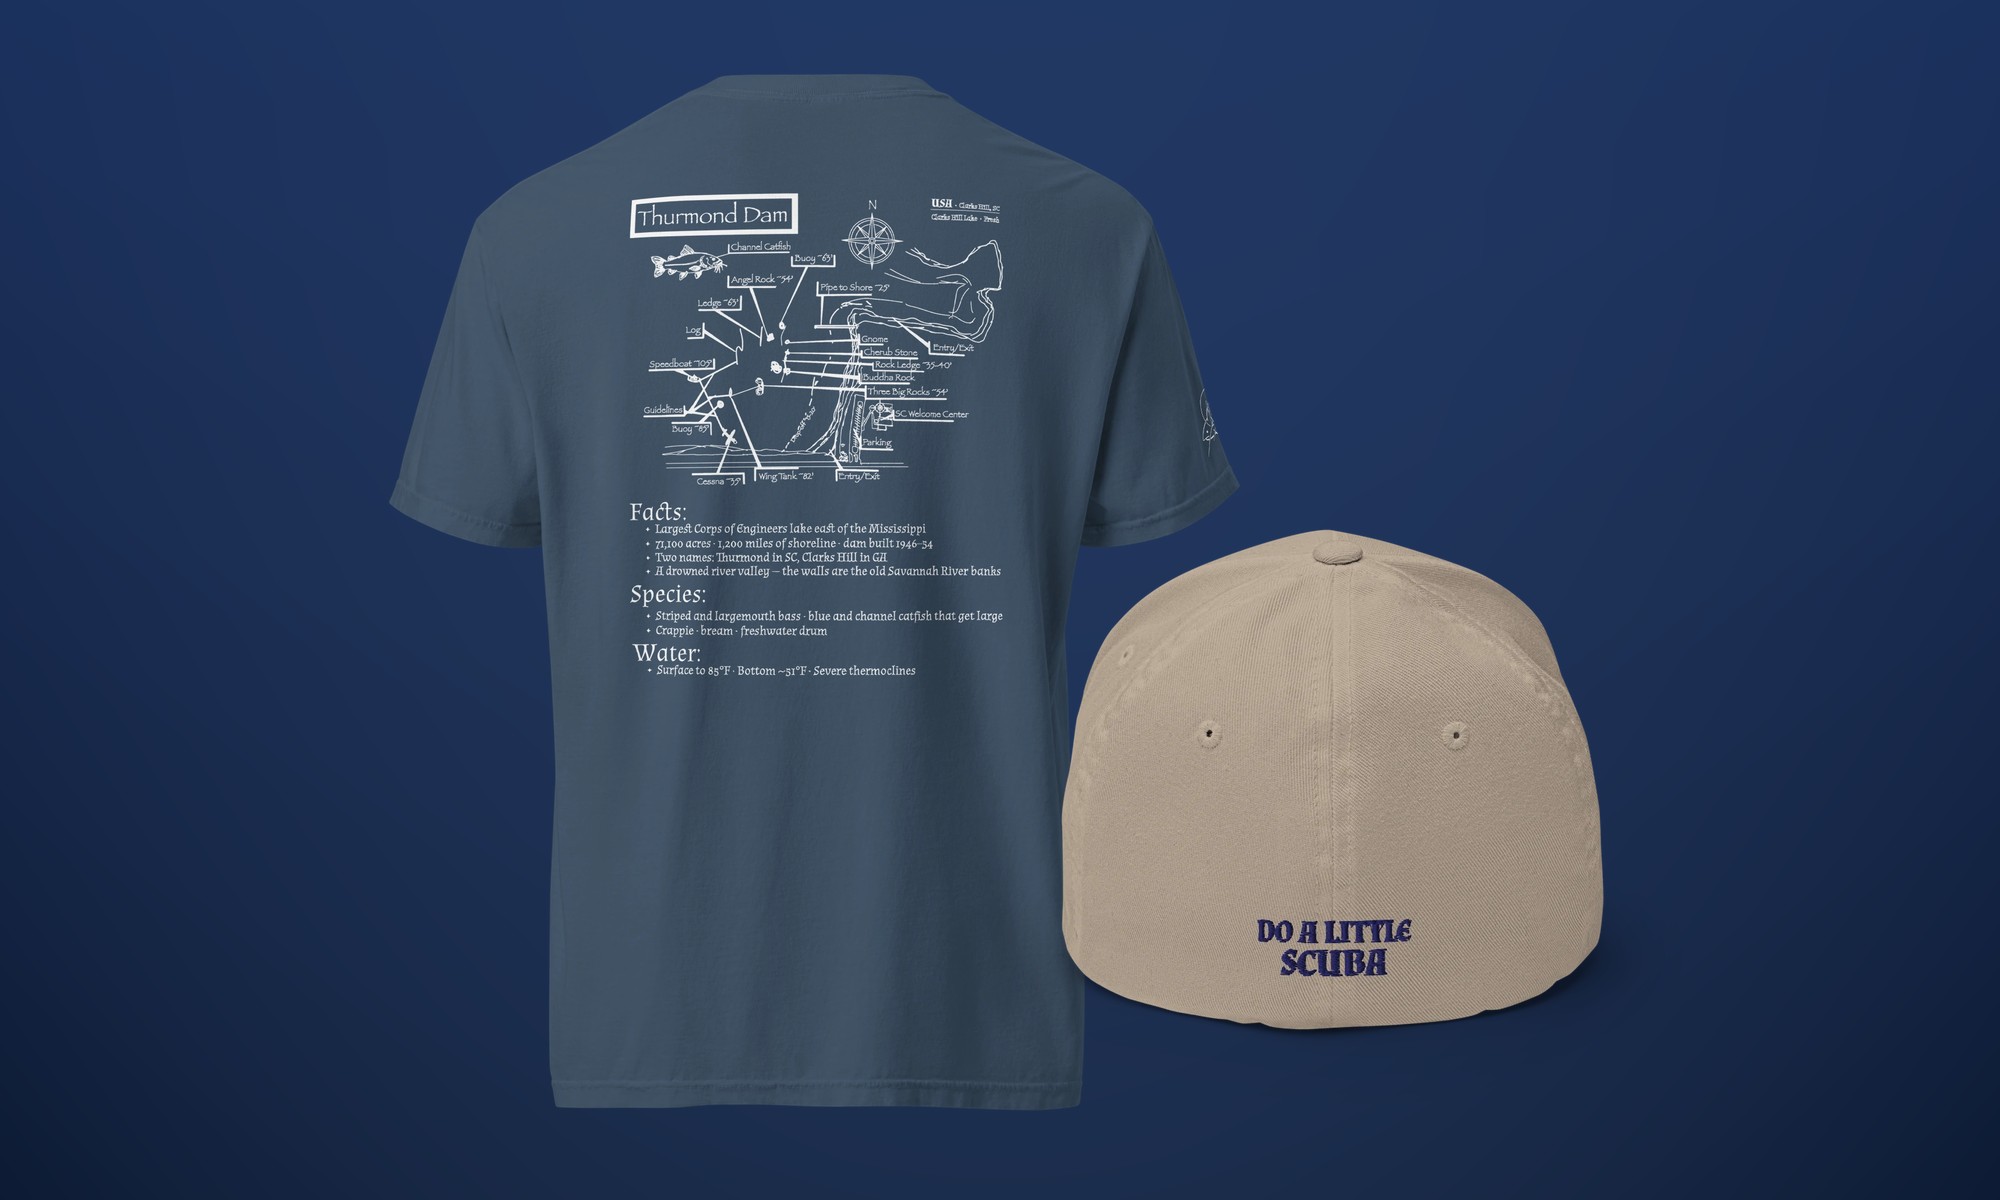 Thurmond Dam
N
USA - Clarks Hill, SC
Clarks Hill Lake - Fresh
Channel Catfish
Buoy ~63'
Angel Rock ~54'
Pipe to Shore ~25'
Ledge ~63'
Log
Gnome
Entry/Exit
Cherub Stone
Speedboat ~105'
Rock Ledge ~35-40'
Buddha Rock
Three Big Rocks ~54'
Guidelines
SC Welcome Center
Buoy ~85'
Parking
Cessna ~35'
Wing Tank ~82'
Entry/Exit
Facts:
Largest Corps of Engineers lake east of the Mississippi
71,100 acres · 1,200 miles of shoreline · dam built 1946–54
Two names: Thurmond in SC, Clarks Hill in GA
A drowned river valley — the walls are the old Savannah River banks
Species:
Striped and largemouth bass · blue and channel catfish that get large
Crappie · bream · freshwater drum
Water:
Surface to 85°F · Bottom ~51°F · Severe thermoclines
DO A LITTLE
SCUBA